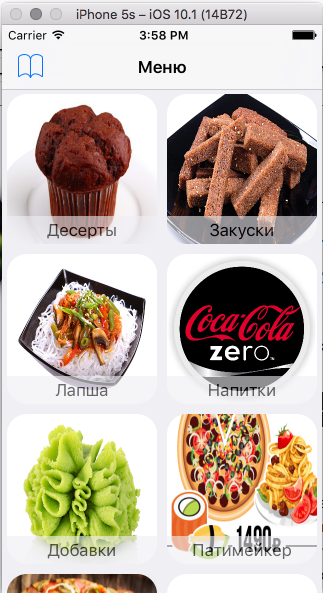 iPhone 5s – iOS 10.1 (14B72)
Carrier 3:58 PM
Меню
Десерты
Закуски
Coca-Cola
zero
Лапша
Напитки
1490р
Добавки
Патимейкер